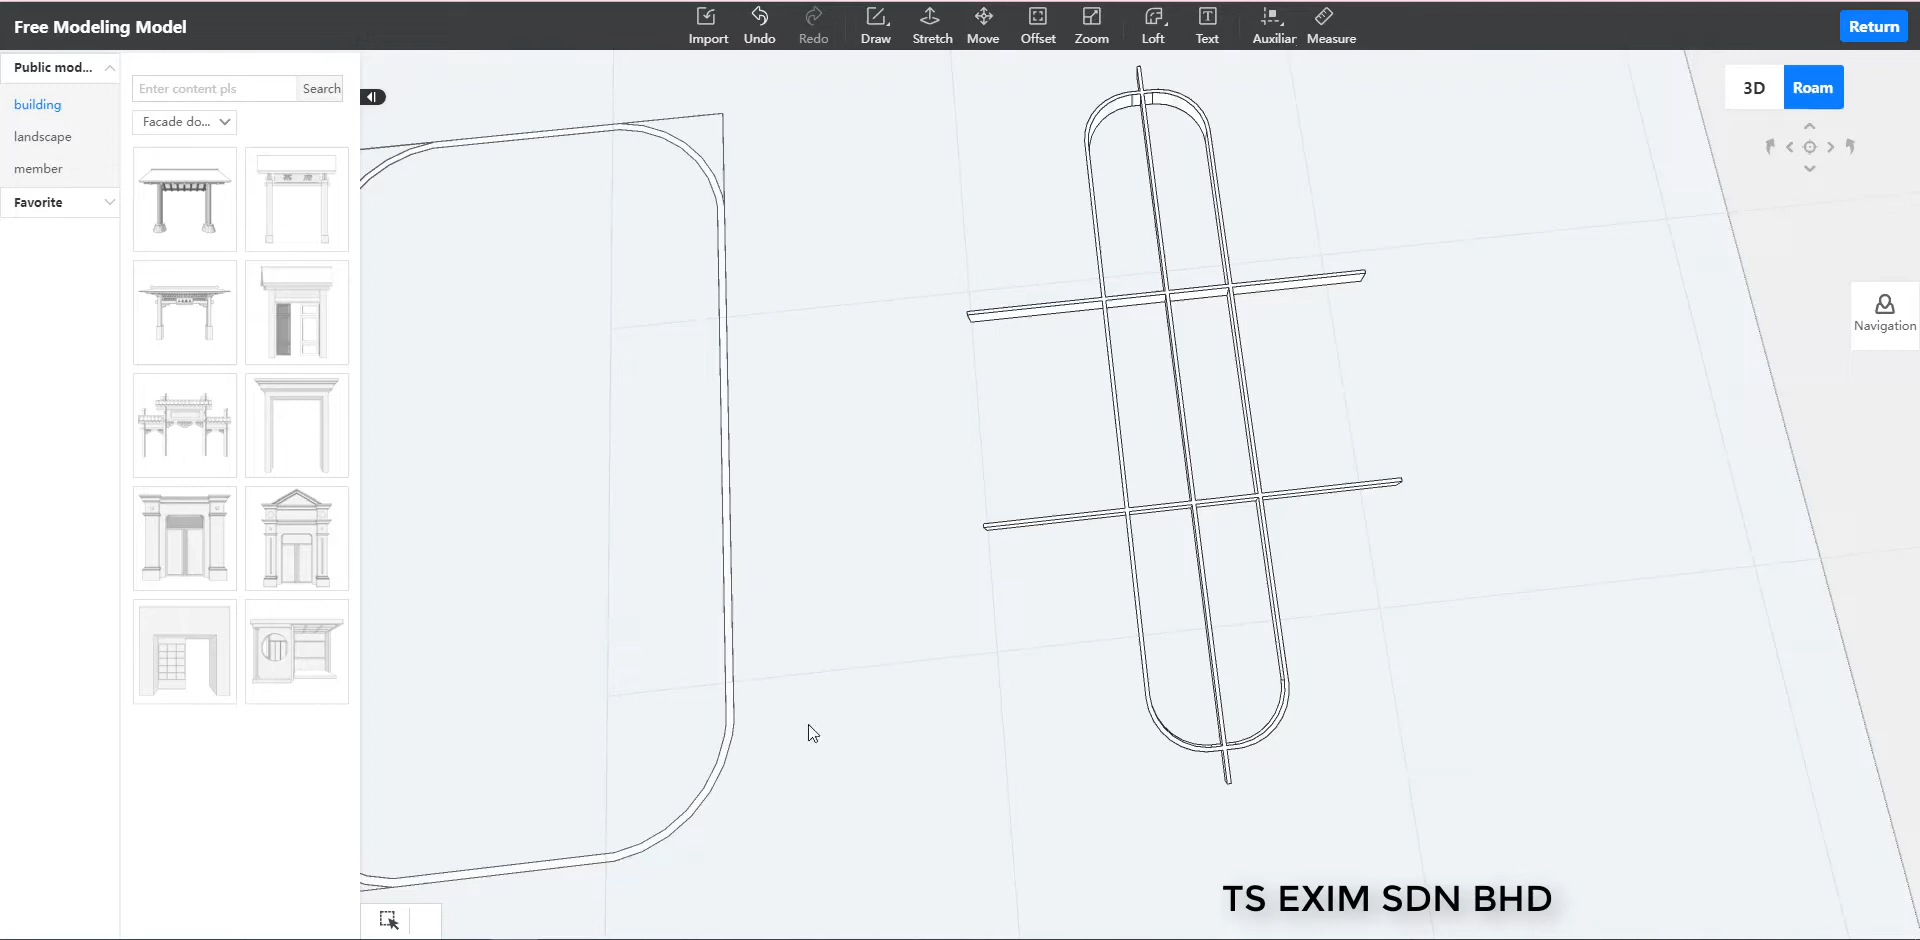 Free Modeling Model
Import
Undo
Redo
Draw
Stretch
Move
Offset
Zoom
Loft
Text
Auxiliar
Measure
Return
Public mod...
building
landscape
member
Favorite
Enter content pls
Search
Facade do...
3D
Roam
Navigation
TS EXIM SDN BHD